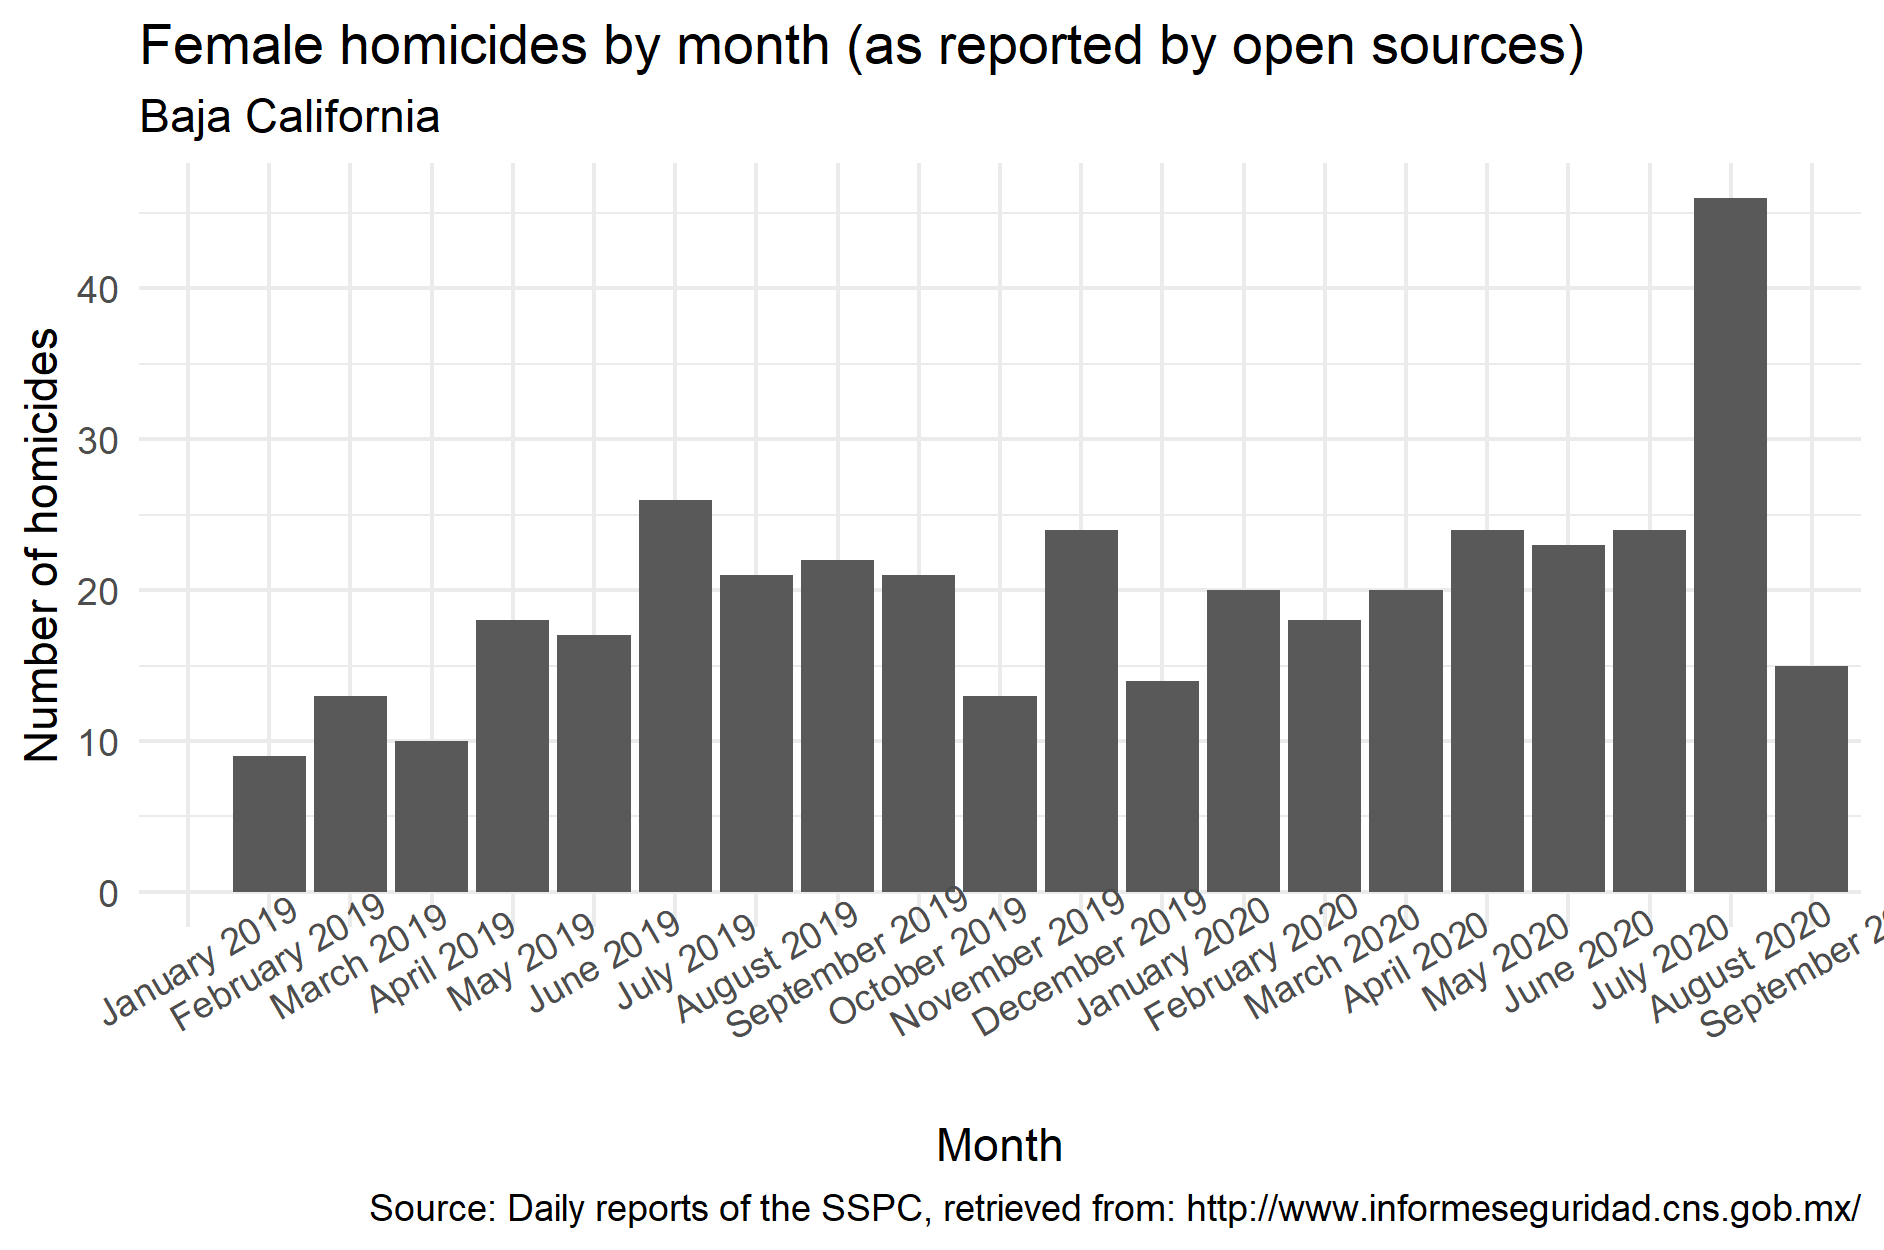 Female homicides by month (as reported by open sources)
Baja California
Number of homicides
40
30
20
10
0
January 2019
February 2019
March 2019
April 2019
May 2019
June 2019
July 2019
August 2019
September 2019
October 2019
November 2019
December 2019
January 2020
February 2020
March 2020
April 2020
May 2020
June 2020
July 2020
August 2020
September 2
Month
Source: Daily reports of the SSPC, retrieved from: http://www.informeseguridad.cns.gob.mx/